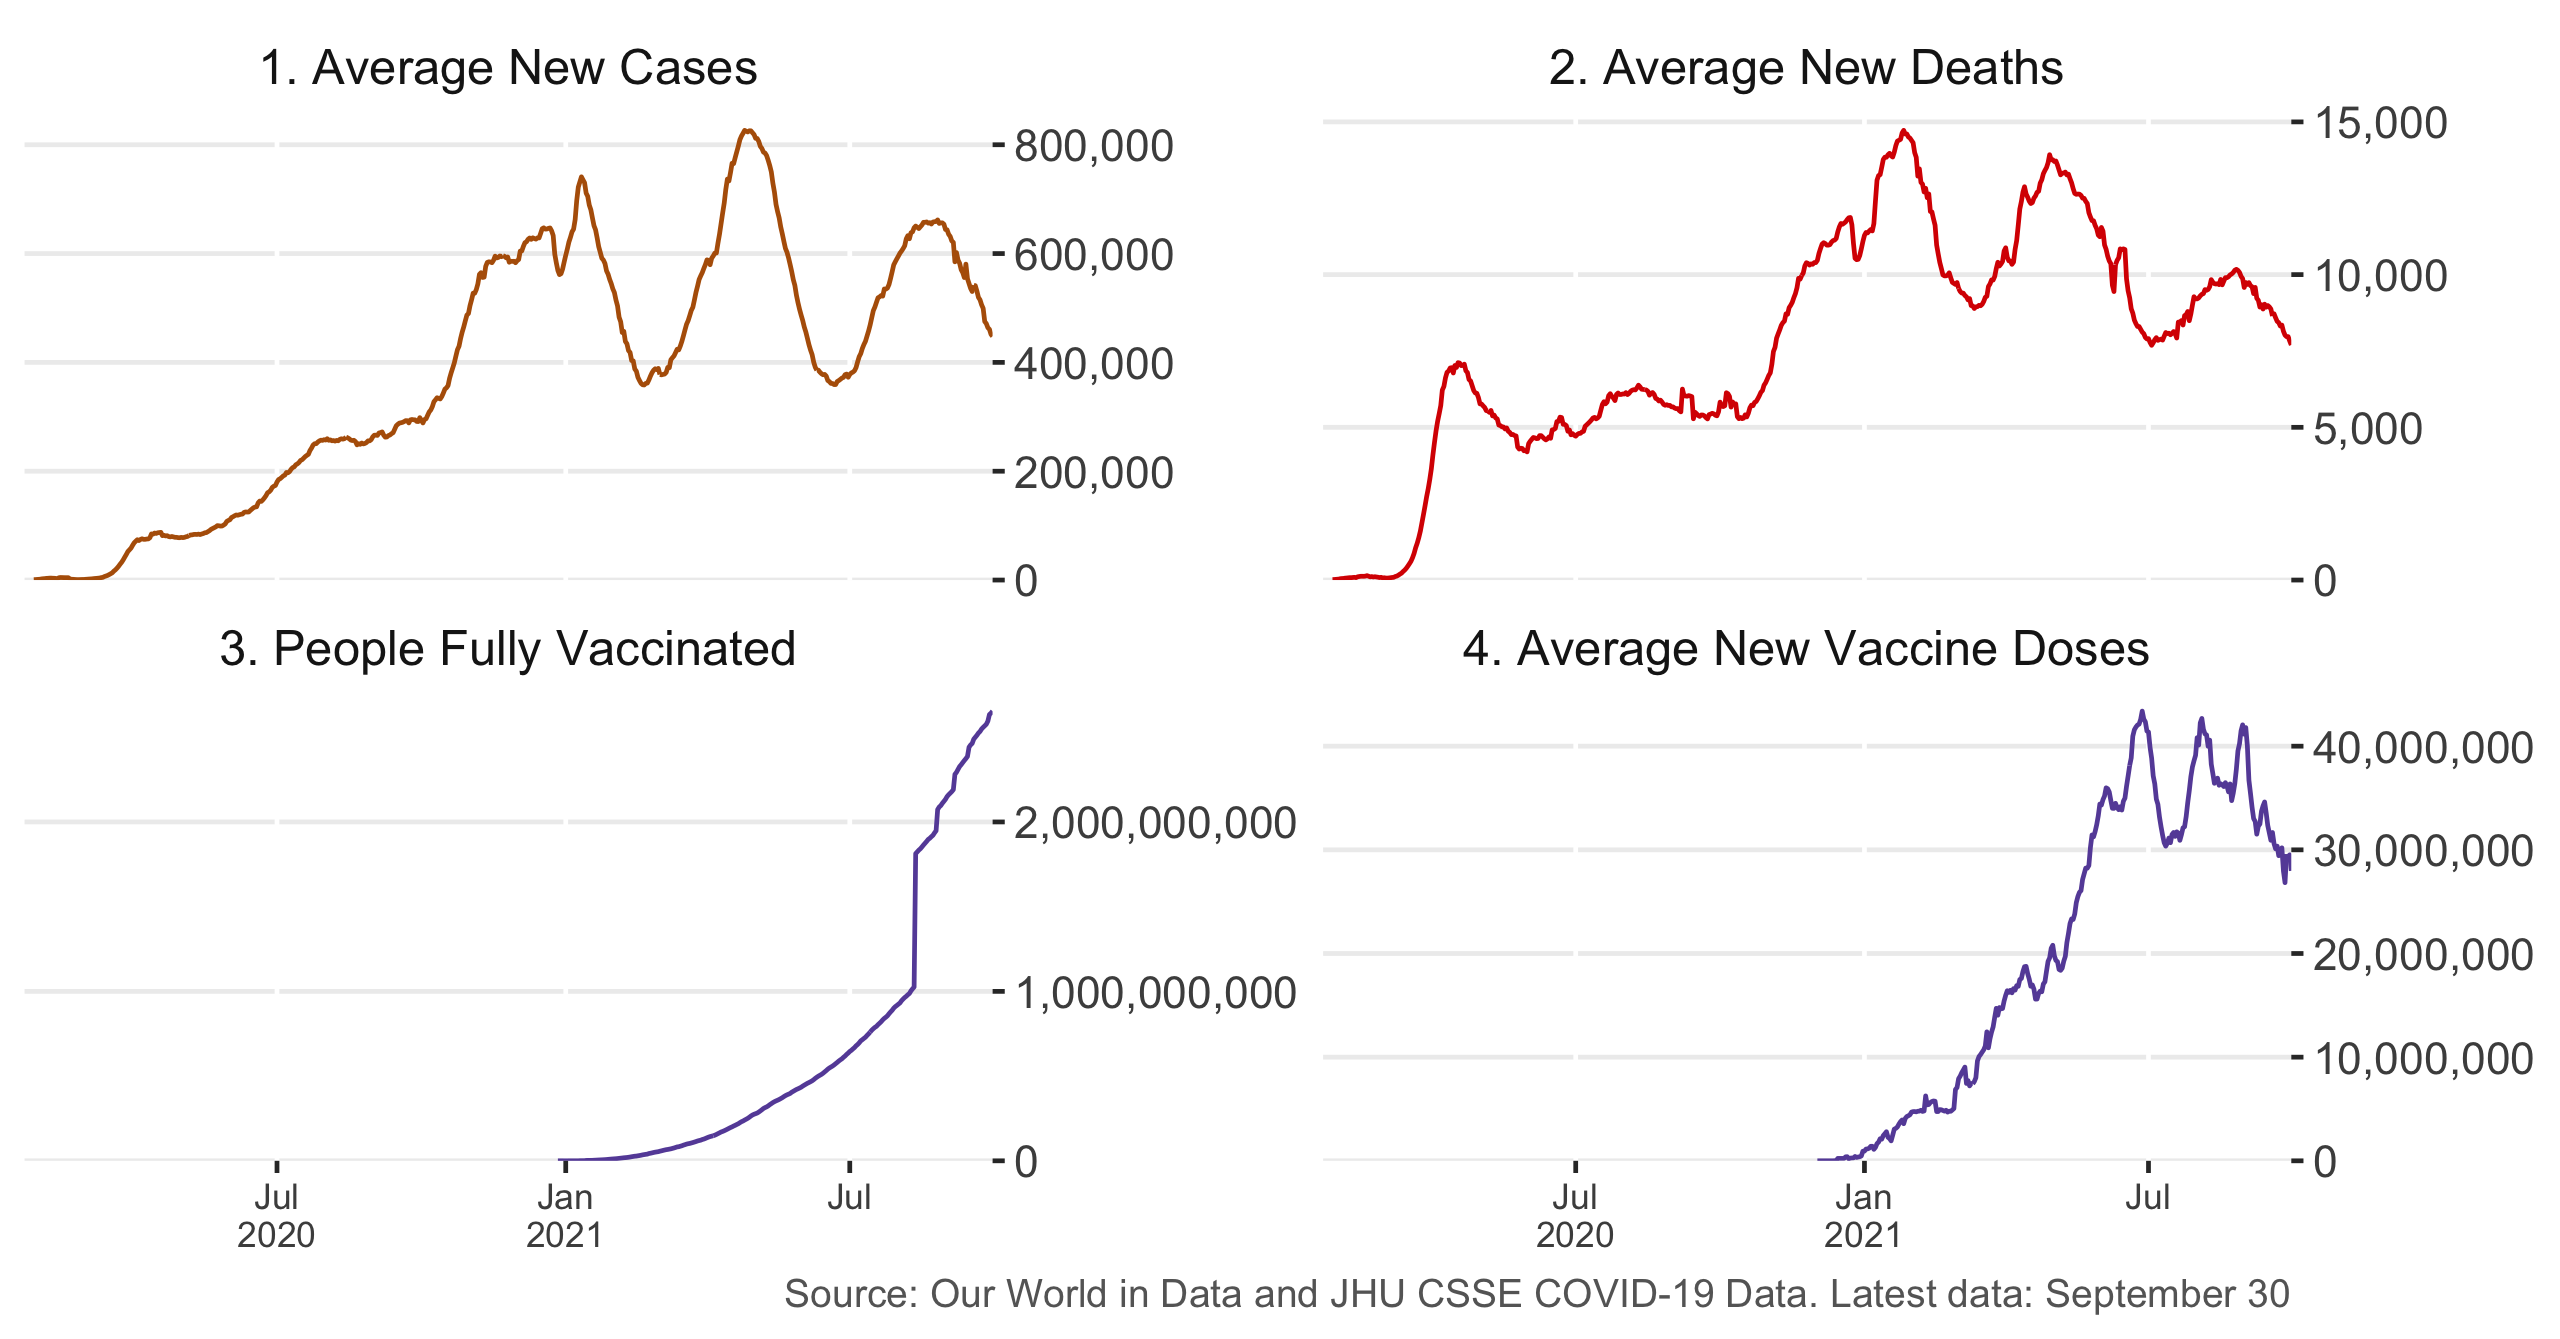 1. Average New Cases
800,000
600,000
400,000
200,000
0
2. Average New Deaths
15,000
10,000
5,000
0
3. People Fully Vaccinated
2,000,000,000
1,000,000,000
0
Jul
2020
Jan
2021
Jul
4. Average New Vaccine Doses
40,000,000
30,000,000
20,000,000
10,000,000
0
Jul
2020
Jan
2021
Jul
Source: Our World in Data and JHU CSSE COVID-19 Data. Latest data: September 30